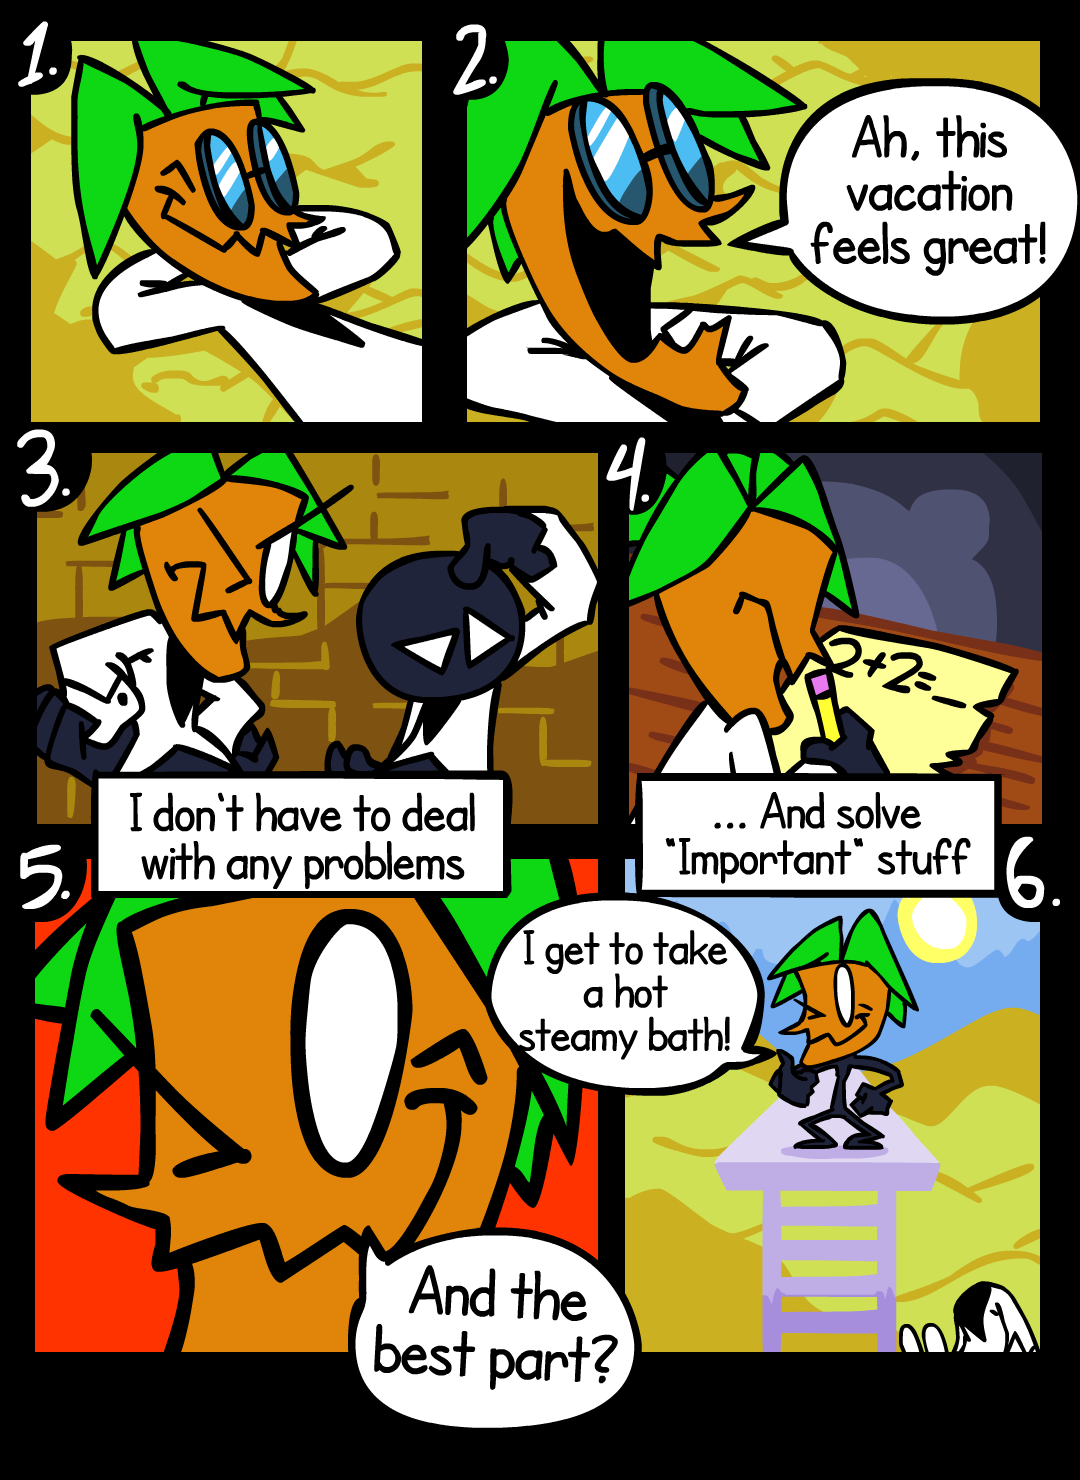 1.
2.
Ah, this
vacation
feels great!
3.
I don't have to deal
with any problems
4.
2+2=_
... And solve
"Important" stuff
5.
And the
best part?
6.
I get to take
a hot
steamy bath!